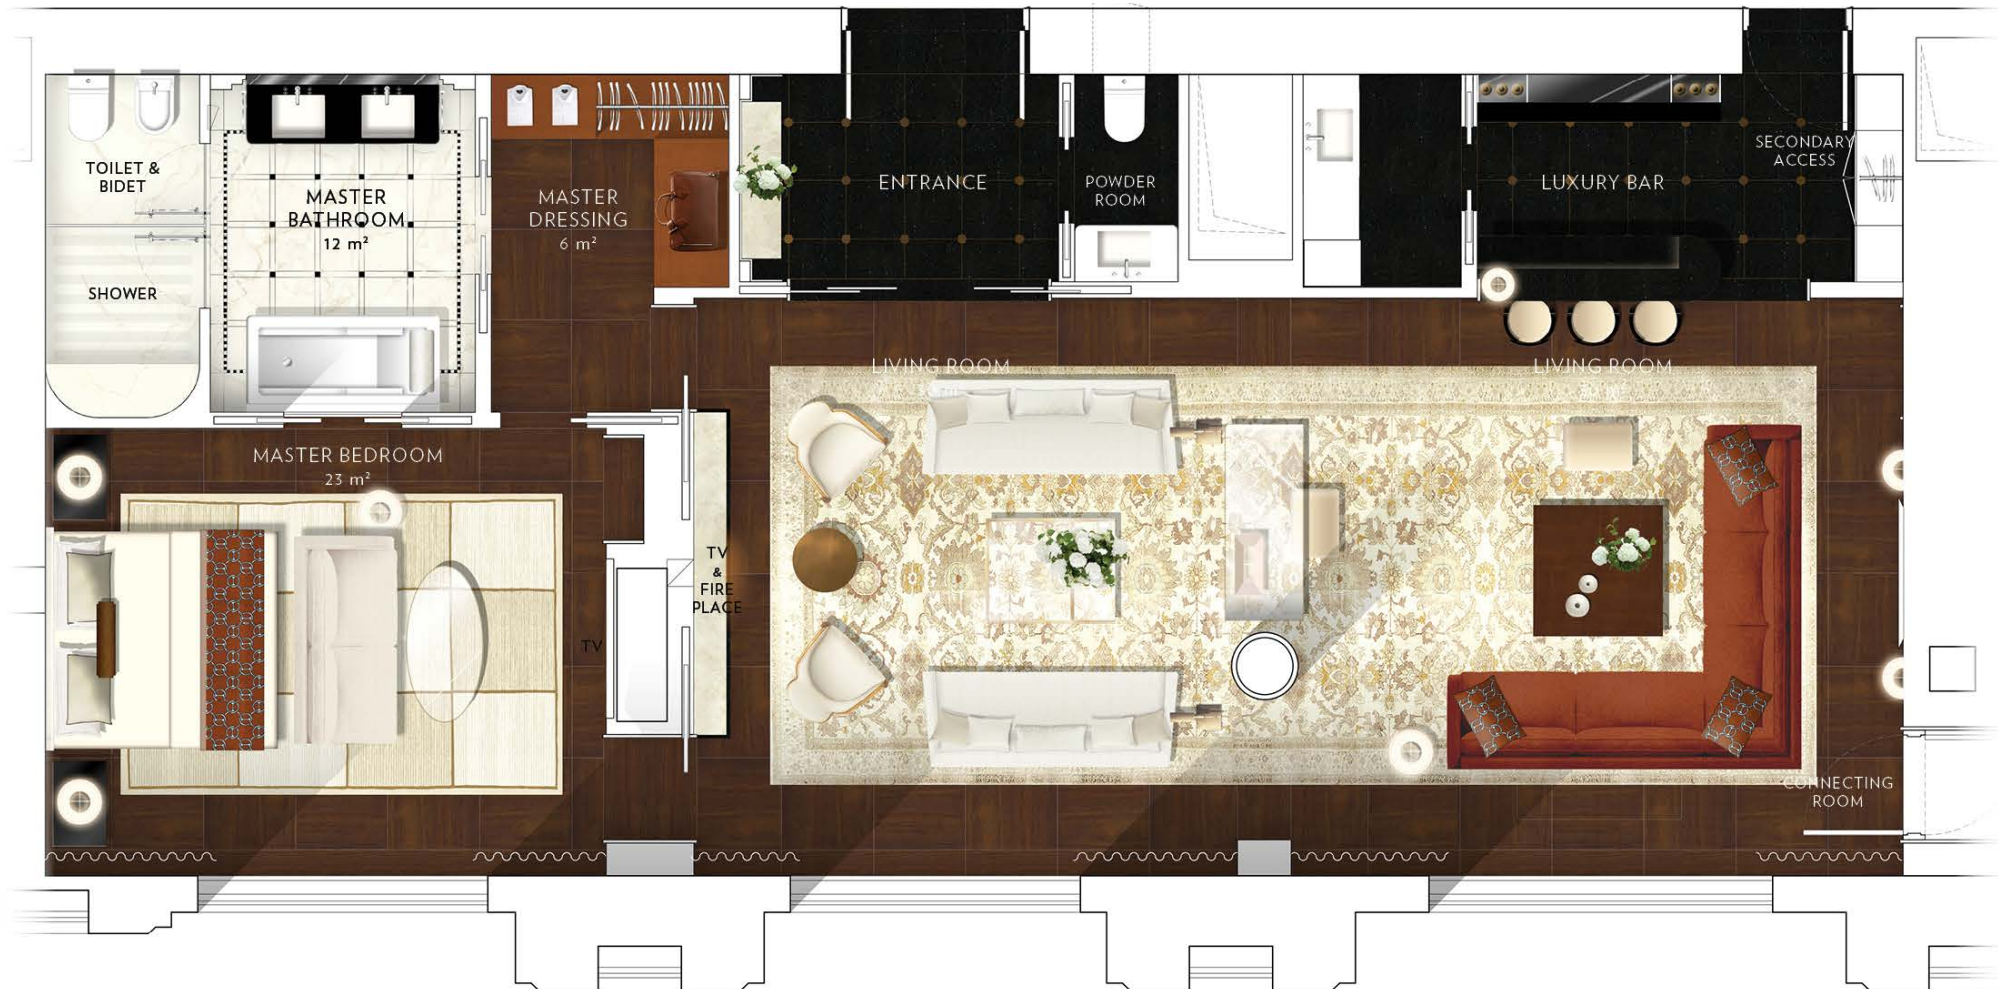 TOILET &
BIDET
SHOWER
MASTER
BATHROOM
12 m²
MASTER
DRESSING
6 m²
ENTRANCE
POWDER
ROOM
LUXURY BAR
SECONDARY
ACCESS
LIVING ROOM
LIVING ROOM
MASTER BEDROOM
23 m²
TV
TV
&
FIRE
PLACE
CONNECTING
ROOM